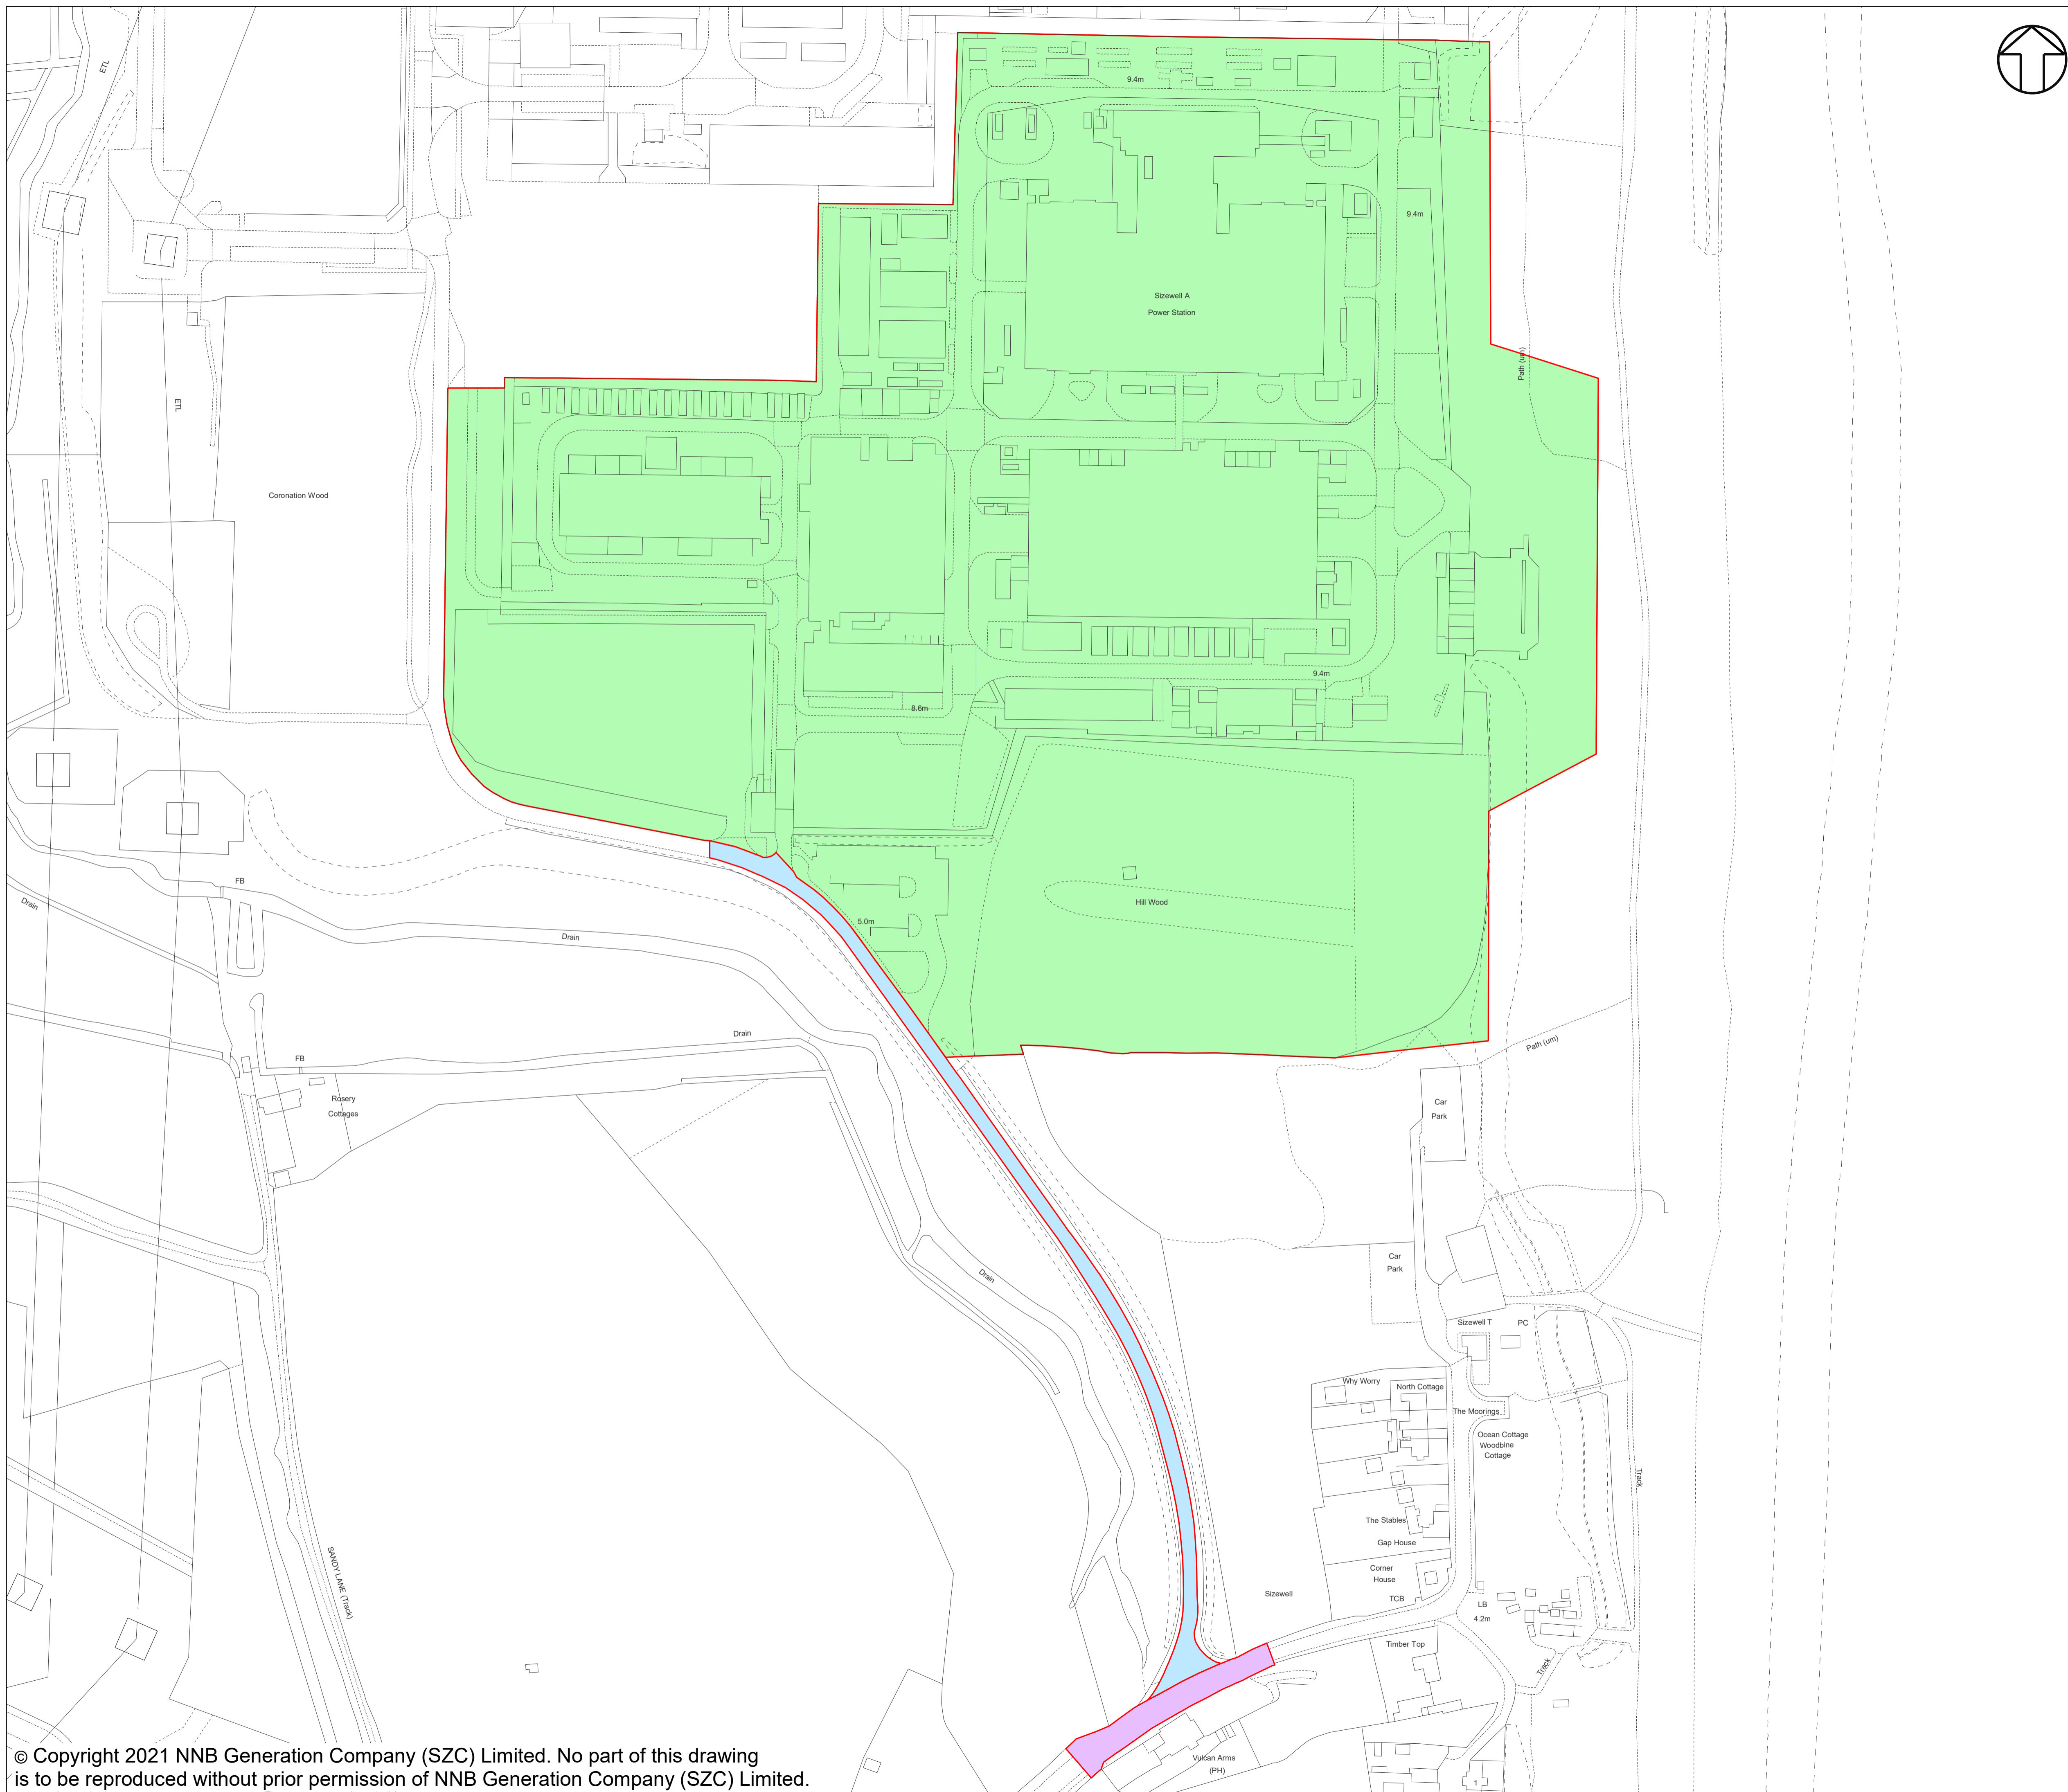 ETL
9.4m
9.4m
Sizewell A
Power Station
Path (um)
ETL
Coronation Wood
9.4m
8.6m
FB
Drain
Hill Wood
5.0m
Drain
Drain
Path (um)
FB
Rosery
Cottages
Car
Park
Car
Park
Drain
Sizewell T
PC
Why Worry
North Cottage
The Moorings
Ocean Cottage
Woodbine
Cottage
Track
The Stables
Gap House
SANDY LANE (Track)
Corner
House
Sizewell
TCB
LB
4.2m
Timber Top
Track
Vulcan Arms
(PH)
1
© Copyright 2021 NNB Generation Company (SZC) Limited. No part of this drawing
is to be reproduced without prior permission of NNB Generation Company (SZC) Limited.